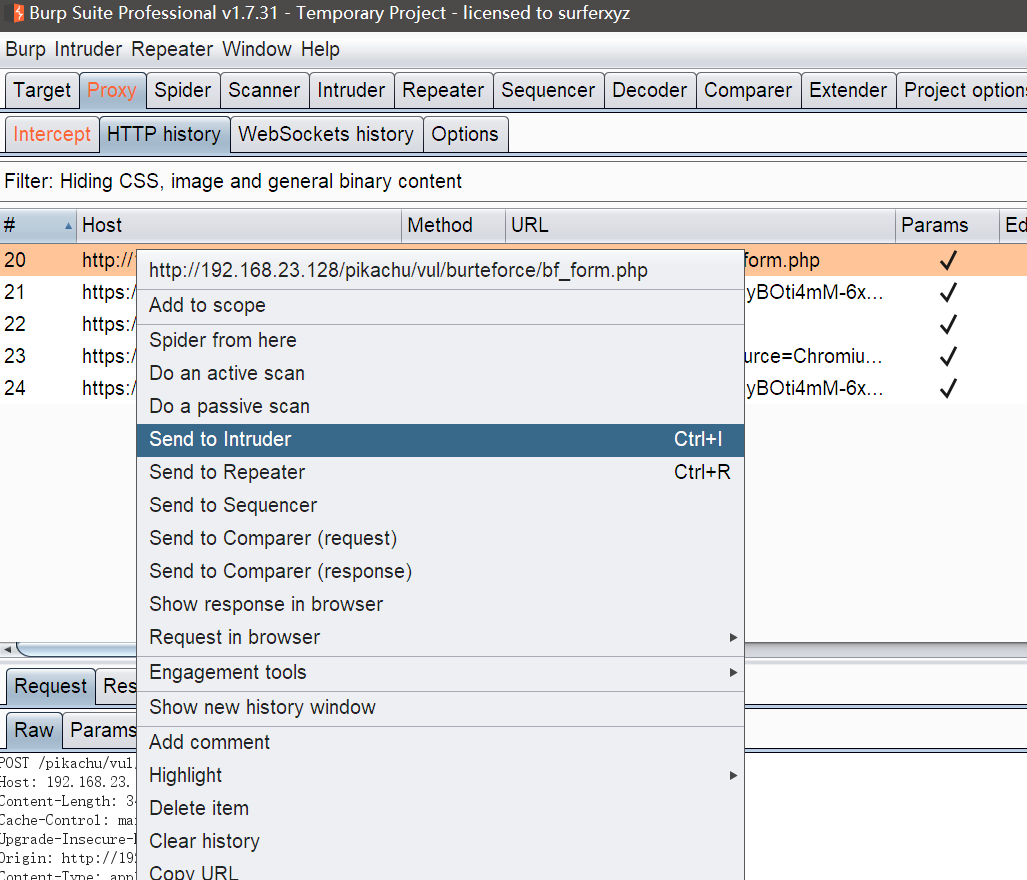 Burp Suite Professional v1.7.31 - Temporary Project - licensed to surferxyz
Burp Intruder Repeater Window Help
Target Proxy Spider Scanner Intruder Repeater Sequencer Decoder Comparer Extender Project option
Intercept HTTP history WebSockets history Options
Filter: Hiding CSS, image and general binary content
# Host Method URL Params Ed
20 http:// form.php
21 https:/ yBOti4mM-6x...
22 https:/
23 https:/ urce=Chromiu...
24 https:/ yBOti4mM-6x...
http://192.168.23.128/pikachu/vul/burteforce/bf_form.php
Add to scope
Spider from here
Do an active scan
Do a passive scan
Send to Intruder Ctrl+I
Send to Repeater Ctrl+R
Send to Sequencer
Send to Comparer (request)
Send to Comparer (response)
Show response in browser
Request in browser
Engagement tools
Show new history window
Add comment
Highlight
Delete item
Clear history
Copy URL
Request Res
Raw Params
POST /pikachu/vul
Host: 192.168.23.
Content-Length: 34
Cache-Control: ma
Upgrade-Insecure-
Origin: http://19
Content-Type: appl